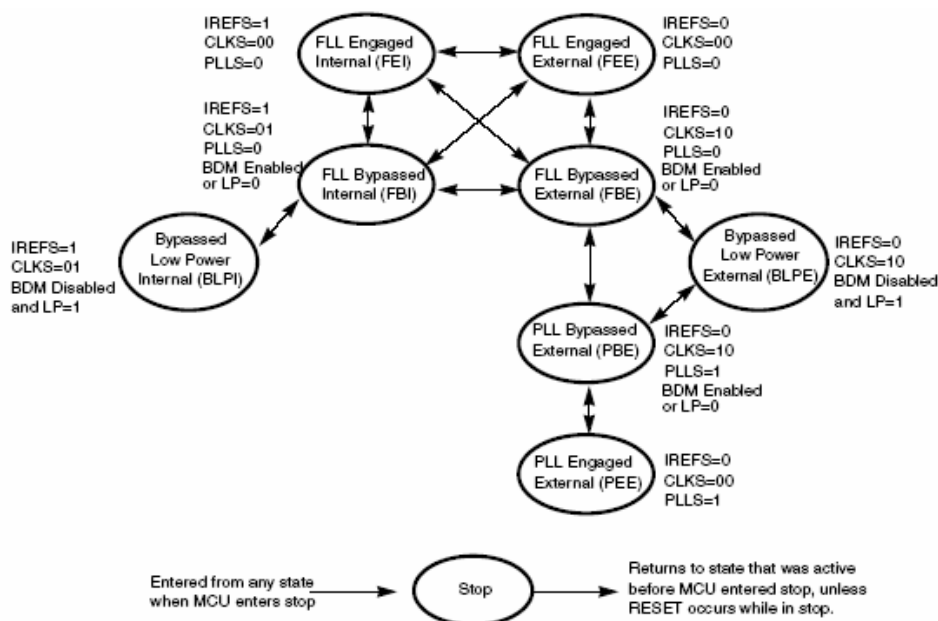 IREFS=1
CLKS=00
PLLS=0
FLL Engaged
Internal (FEI)
FLL Engaged
External (FEE)
IREFS=0
CLKS=00
PLLS=0
IREFS=1
CLKS=01
PLLS=0
BDM Enabled
or LP=0
FLL Bypassed
Internal (FBI)
FLL Bypassed
External (FBE)
IREFS=0
CLKS=10
PLLS=0
BDM Enabled
or LP=0
IREFS=1
CLKS=01
BDM Disabled
and LP=1
Bypassed
Low Power
Internal (BLPI)
Bypassed
Low Power
External (BLPE)
IREFS=0
CLKS=10
BDM Disabled
and LP=1
PLL Bypassed
External (PBE)
IREFS=0
CLKS=10
PLLS=1
BDM Enabled
or LP=0
PLL Engaged
External (PEE)
IREFS=0
CLKS=00
PLLS=1
Entered from any state
when MCU enters stop
Stop
Returns to state that was active
before MCU entered stop, unless
RESET occurs while in stop.